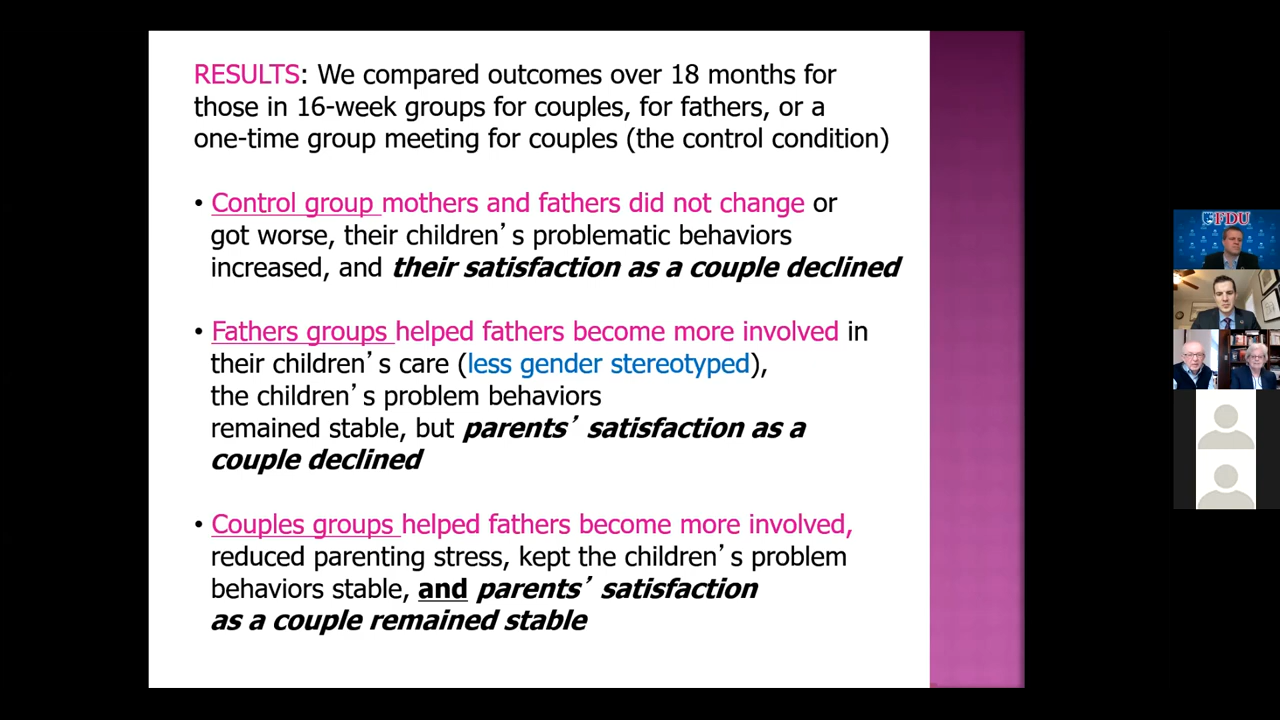 RESULTS: We compared outcomes over 18 months for
those in 16-week groups for couples, for fathers, or a
one-time group meeting for couples (the control condition)
• Control group mothers and fathers did not change or
got worse, their children’s problematic behaviors
increased, and their satisfaction as a couple declined
• Fathers groups helped fathers become more involved in
their children’s care (less gender stereotyped),
the children’s problem behaviors
remained stable, but parents’ satisfaction as a
couple declined
• Couples groups helped fathers become more involved,
reduced parenting stress, kept the children’s problem
behaviors stable, and parents’ satisfaction
as a couple remained stable
FDU